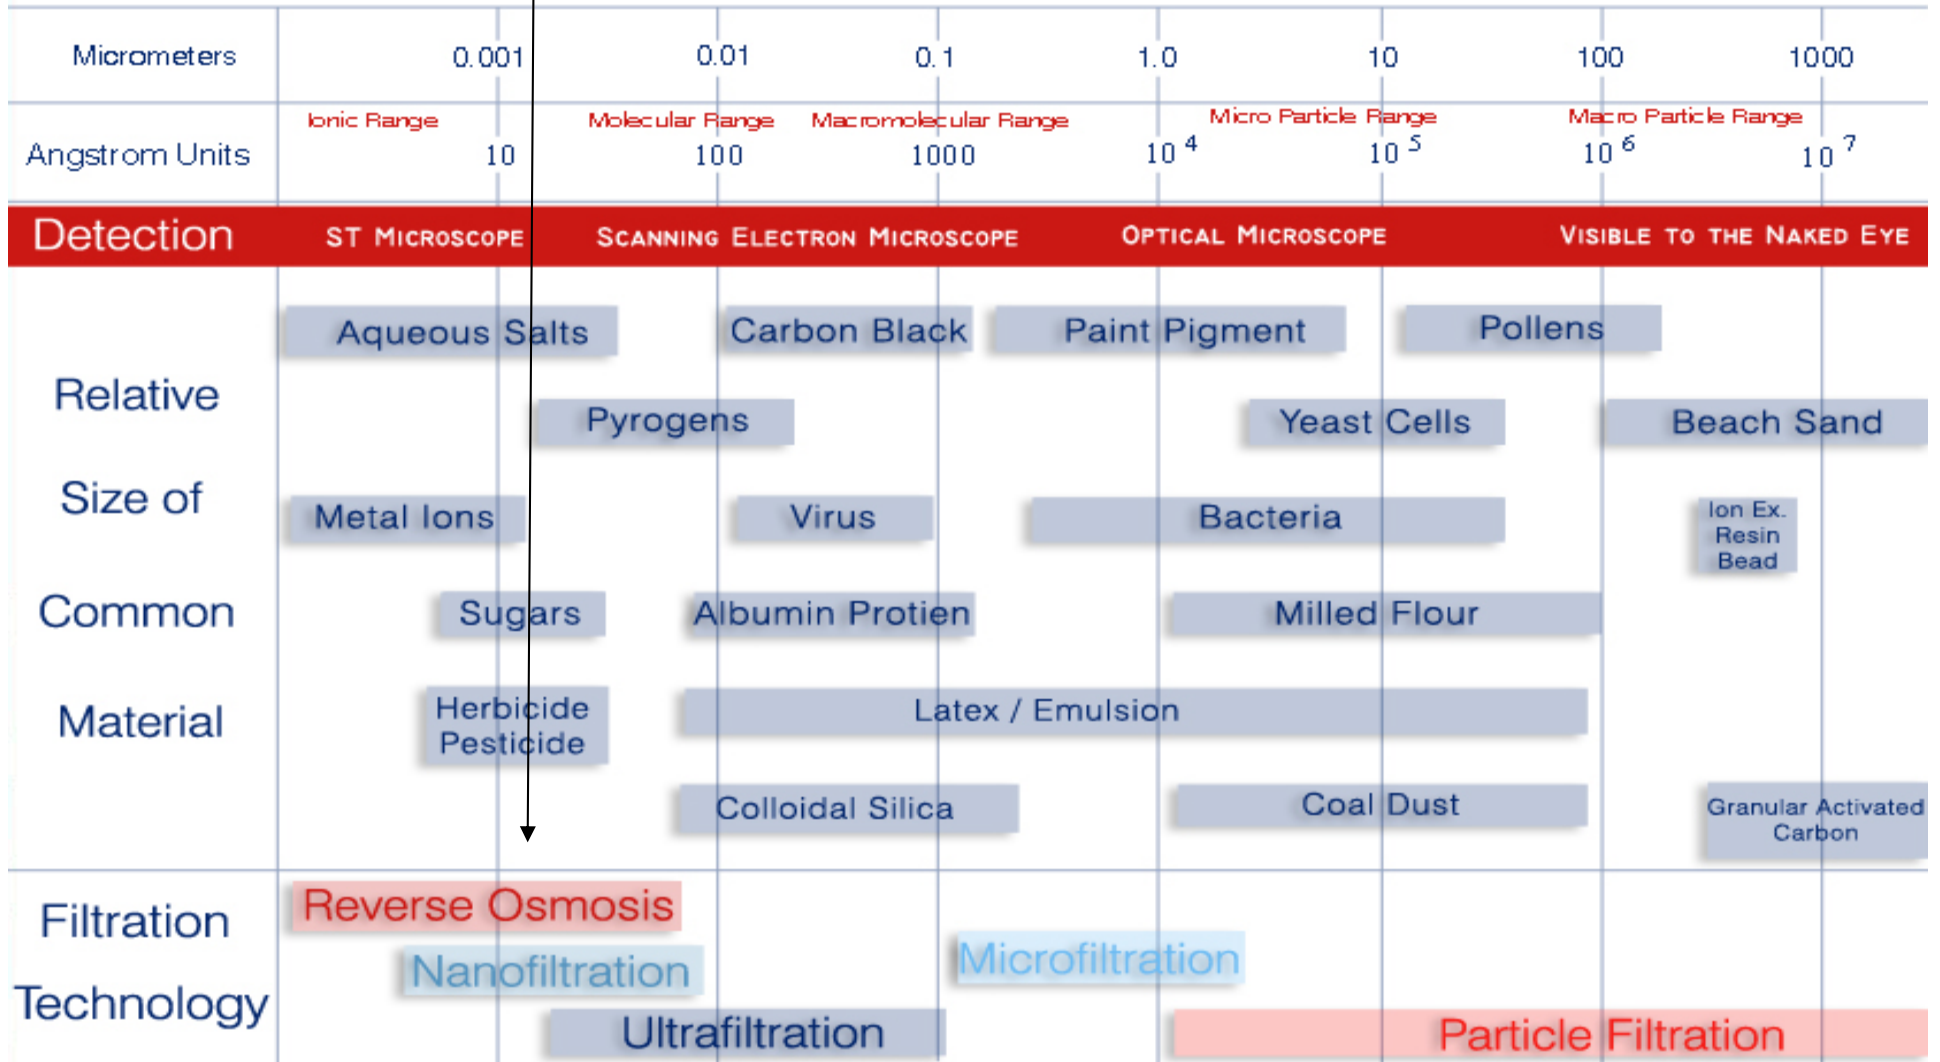 Micrometers 0.001 0.01 0.1 1.0 10 100 1000
Ionic Range Molecular Range Macromolecular Range Micro Particle Range Macro Particle Range
Angstrom Units 10 100 1000 10 4 10 5 10 6 10 7
Detection ST MICROSCOPE SCANNING ELECTRON MICROSCOPE OPTICAL MICROSCOPE VISIBLE TO THE NAKED EYE
Aqueous Salts Carbon Black Paint Pigment Pollens
Relative
Pyrogens Yeast Cells Beach Sand
Size of
Metal Ions Virus Bacteria
Ion Ex.
Resin
Bead
Common Sugars Albumin Protien Milled Flour
Material
Herbicide
Pesticide
Latex / Emulsion
Colloidal Silica Coal Dust
Granular Activated
Carbon
Filtration
Technology
Reverse Osmosis
Nanofiltration Microfiltration
Ultrafiltration Particle Filtration